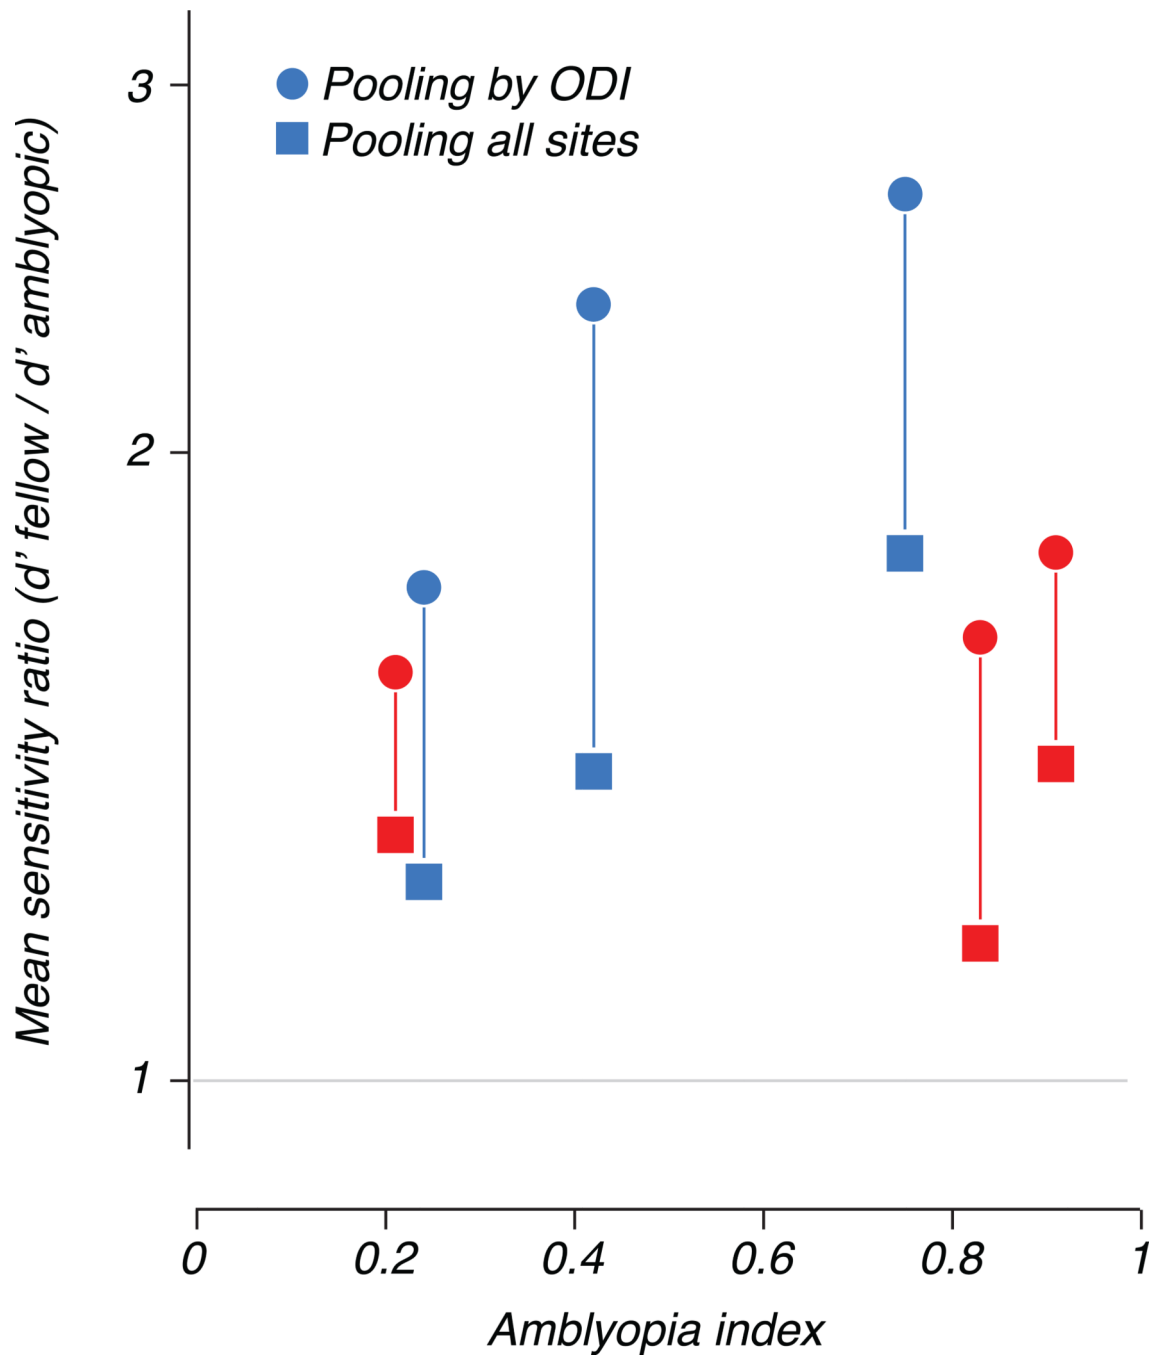 Mean sensitivity ratio (d’ fellow / d’ amblyopic)
3
2
1
Pooling by ODI
Pooling all sites
0
0.2
0.4
0.6
0.8
1
Amblyopia index